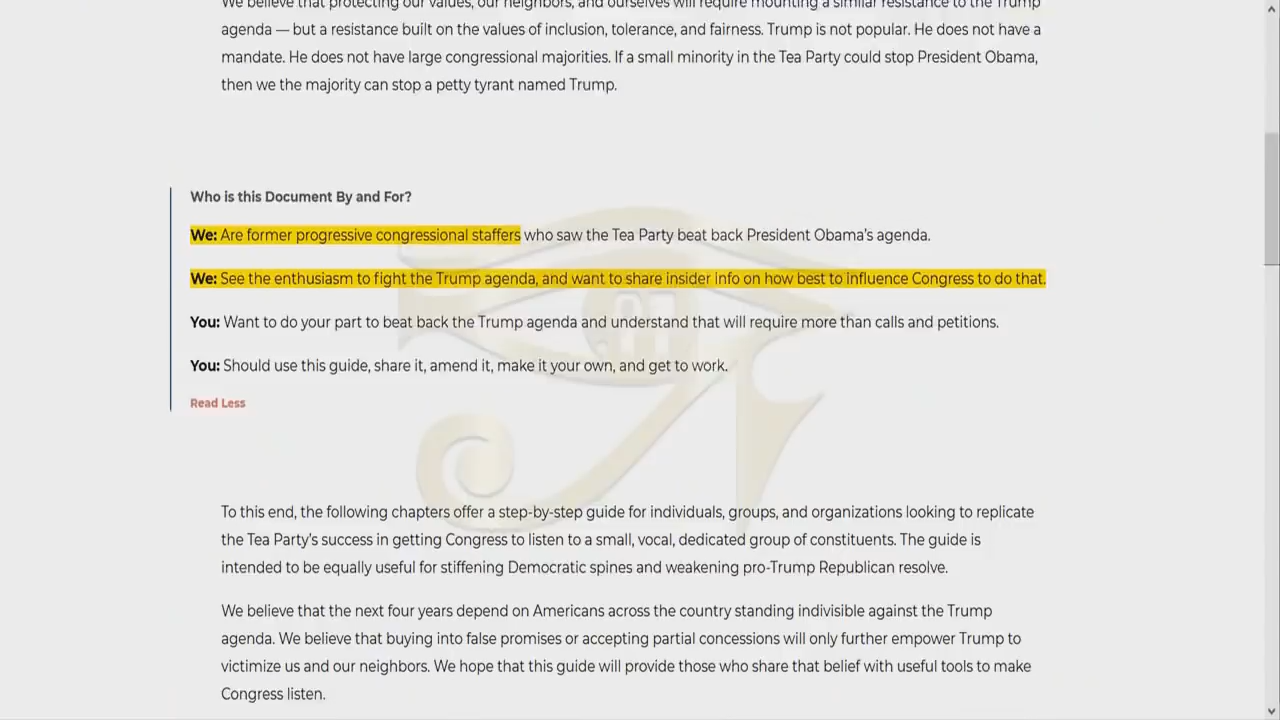 We believe that protecting our values, our neighbors, and ourselves will require mounting a similar resistance to the Trump
agenda — but a resistance built on the values of inclusion, tolerance, and fairness. Trump is not popular. He does not have a
mandate. He does not have large congressional majorities. If a small minority in the Tea Party could stop President Obama,
then we the majority can stop a petty tyrant named Trump.
Who is this Document By and For?
We: Are former progressive congressional staffers who saw the Tea Party beat back President Obama's agenda.
We: See the enthusiasm to fight the Trump agenda, and want to share insider info on how best to influence Congress to do that.
You: Want to do your part to beat back the Trump agenda and understand that will require more than calls and petitions.
You: Should use this guide, share it, amend it, make it your own, and get to work.
Read Less
To this end, the following chapters offer a step-by-step guide for individuals, groups, and organizations looking to replicate
the Tea Party's success in getting Congress to listen to a small, vocal, dedicated group of constituents. The guide is
intended to be equally useful for stiffening Democratic spines and weakening pro-Trump Republican resolve.
We believe that the next four years depend on Americans across the country standing indivisible against the Trump
agenda. We believe that buying into false promises or accepting partial concessions will only further empower Trump to
victimize us and our neighbors. We hope that this guide will provide those who share that belief with useful tools to make
Congress listen.